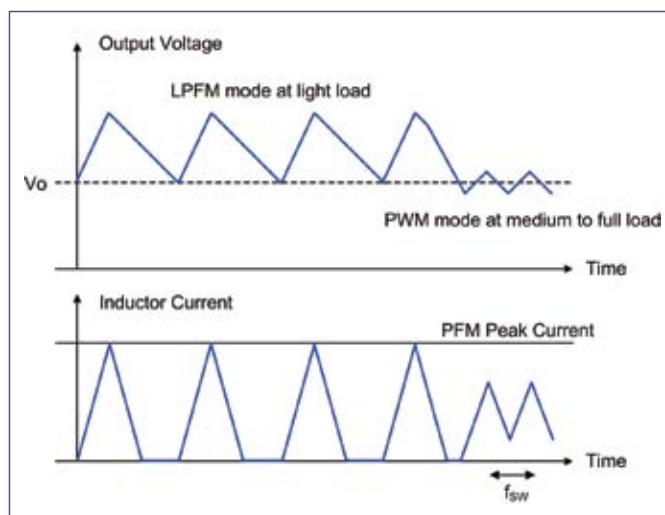 Output Voltage
LPFM mode at light load
Vo
PWM mode at medium to full load
Time
Inductor Current
PFM Peak Current
Time
fsw